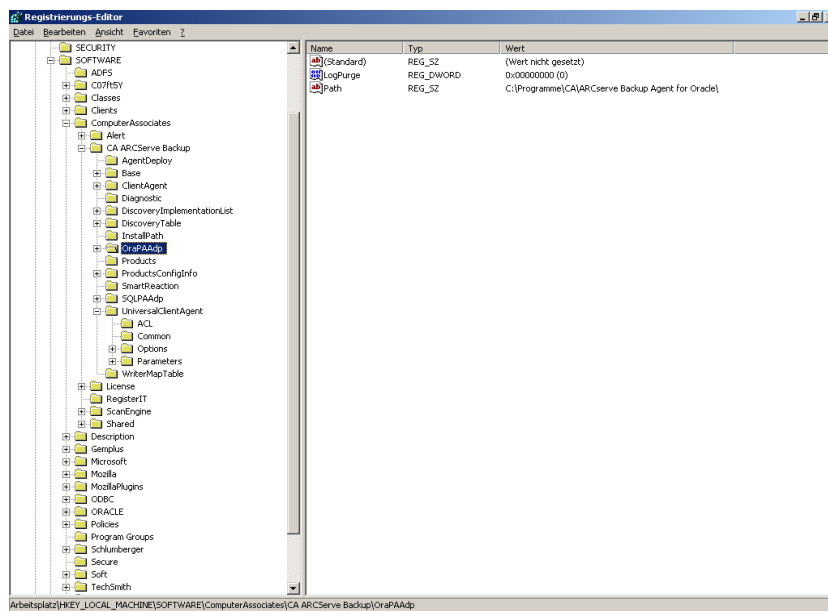 Registrierungs-Editor
Datei Bearbeiten Ansicht Favoriten ?
SECURITY
SOFTWARE
ADFS
C07ft5Y
Classes
Clients
ComputerAssociates
Alert
CA ARCServe Backup
AgentDeploy
Base
ClientAgent
Diagnostic
DiscoveryImplementationList
DiscoveryTable
InstallPath
OraPAAdp
Products
ProductsConfigInfo
SmartReaction
SQLPAAdp
UniversalClientAgent
ACL
Common
Options
Parameters
WriterMapTable
License
RegisterIT
ScanEngine
Shared
Description
Gemplus
Microsoft
Mozilla
MozillaPlugins
ODBC
ORACLE
Policies
Program Groups
Schlumberger
Secure
Soft
TechSmith
Name Typ Wert
(Standard) REG_SZ (Wert nicht gesetzt)
LogPurge REG_DWORD 0x00000000 (0)
Path REG_SZ C:\Programme\CA\ARCserve Backup Agent for Oracle\
Arbeitsplatz\HKEY_LOCAL_MACHINE\SOFTWARE\ComputerAssociates\CA ARCServe Backup\OraPAAdp